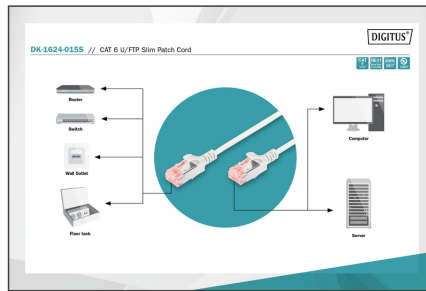 DIGITUS®
DK-1624-015S // CAT 6 U/FTP Slim Patch Cord
Router
Switch
Wall Outlet
Floor tank
Computer
Server